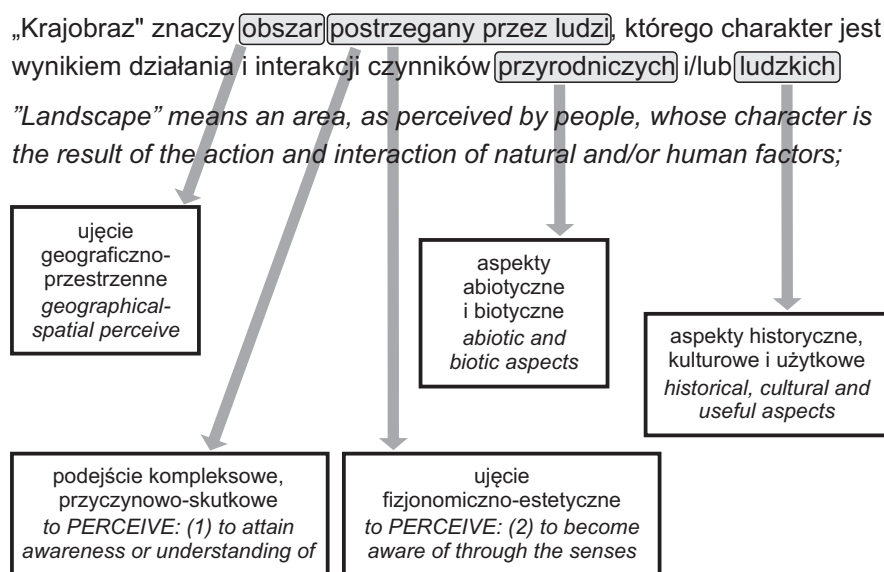 „Krajobraz" znaczy obszar postrzegany przez ludzi, którego charakter jest
wynikiem działania i interakcji czynników przyrodniczych i/lub ludzkich
"Landscape" means an area, as perceived by people, whose character is
the result of the action and interaction of natural and/or human factors;
ujęcie
geograficzno-
przestrzenne
geographical-
spatial perceive
aspekty
abiotyczne
i biotyczne
abiotic and
biotic aspects
aspekty historyczne,
kulturowe i użytkowe
historical, cultural and
useful aspects
podejście kompleksowe,
przyczynowo-skutkowe
to PERCEIVE: (1) to attain
awareness or understanding of
ujęcie
fizjonomiczno-estetyczne
to PERCEIVE: (2) to become
aware of through the senses